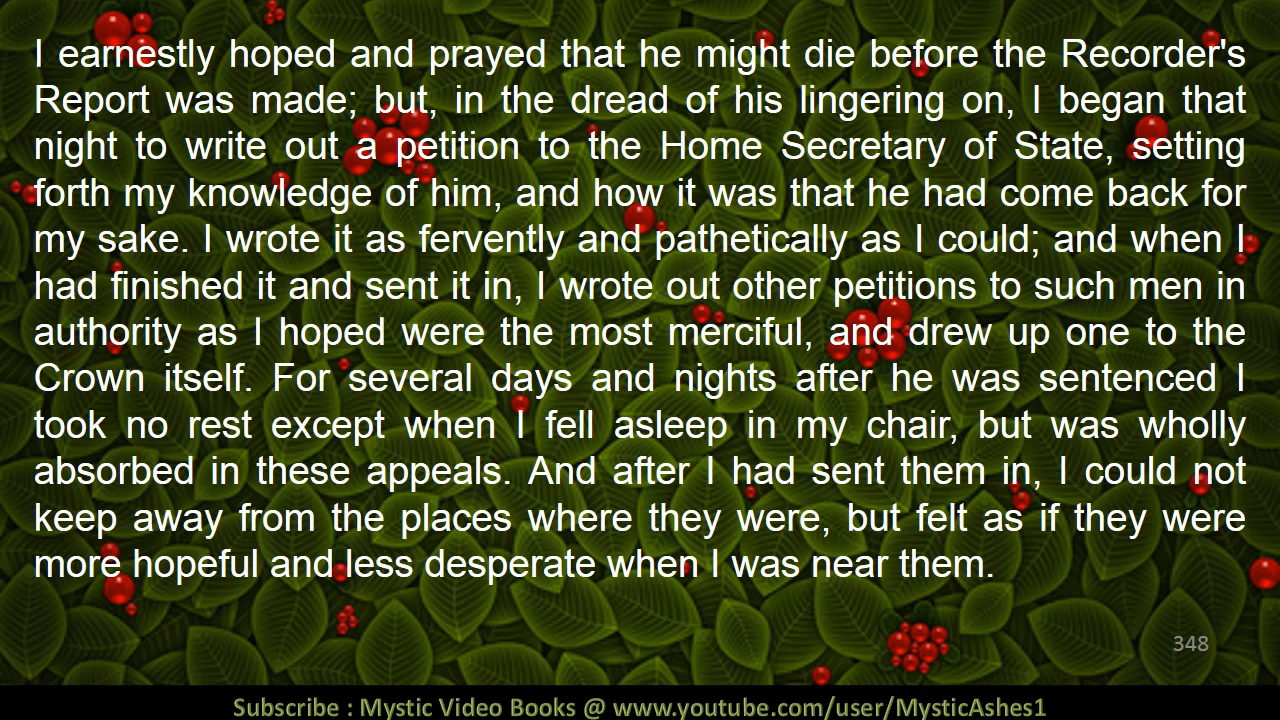 I earnestly hoped and prayed that he might die before the Recorder's
Report was made; but, in the dread of his lingering on, I began that
night to write out a petition to the Home Secretary of State, setting
forth my knowledge of him, and how it was that he had come back for
my sake. I wrote it as fervently and pathetically as I could; and when I
had finished it and sent it in, I wrote out other petitions to such men in
authority as I hoped were the most merciful, and drew up one to the
Crown itself. For several days and nights after he was sentenced I
took no rest except when I fell asleep in my chair, but was wholly
absorbed in these appeals. And after I had sent them in, I could not
keep away from the places where they were, but felt as if they were
more hopeful and less desperate when I was near them.
348
Subscribe : Mystic Video Books @ www.youtube.com/user/MysticAshes1